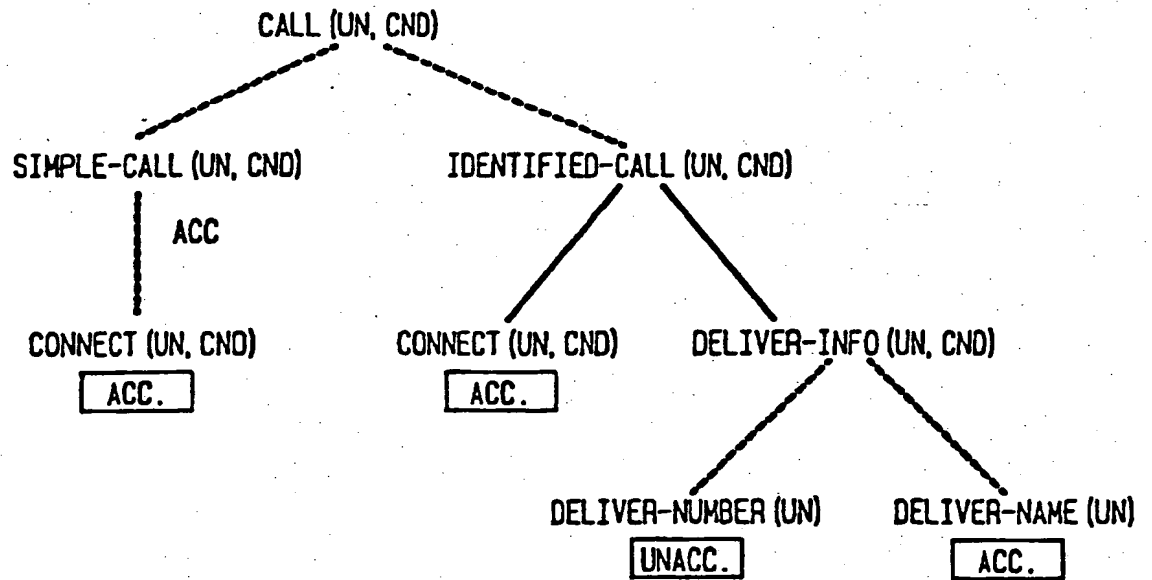 CALL (UN, CND)
SIMPLE-CALL (UN, CND)
IDENTIFIED-CALL (UN, CND)
ACC
CONNECT (UN, CND)
CONNECT (UN, CND)
DELIVER-INFO (UN, CND)
ACC.
ACC.
DELIVER-NUMBER (UN)
DELIVER-NAME (UN)
UNACC.
ACC.